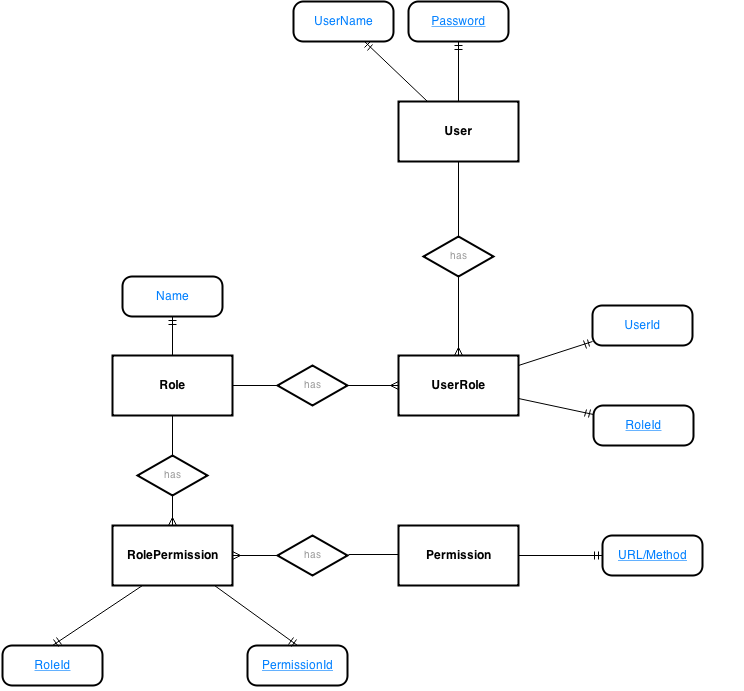 UserName
Password
User
has
Name
UserId
Role
has
UserRole
RoleId
has
RolePermission
has
Permission
URL/Method
RoleId
PermissionId